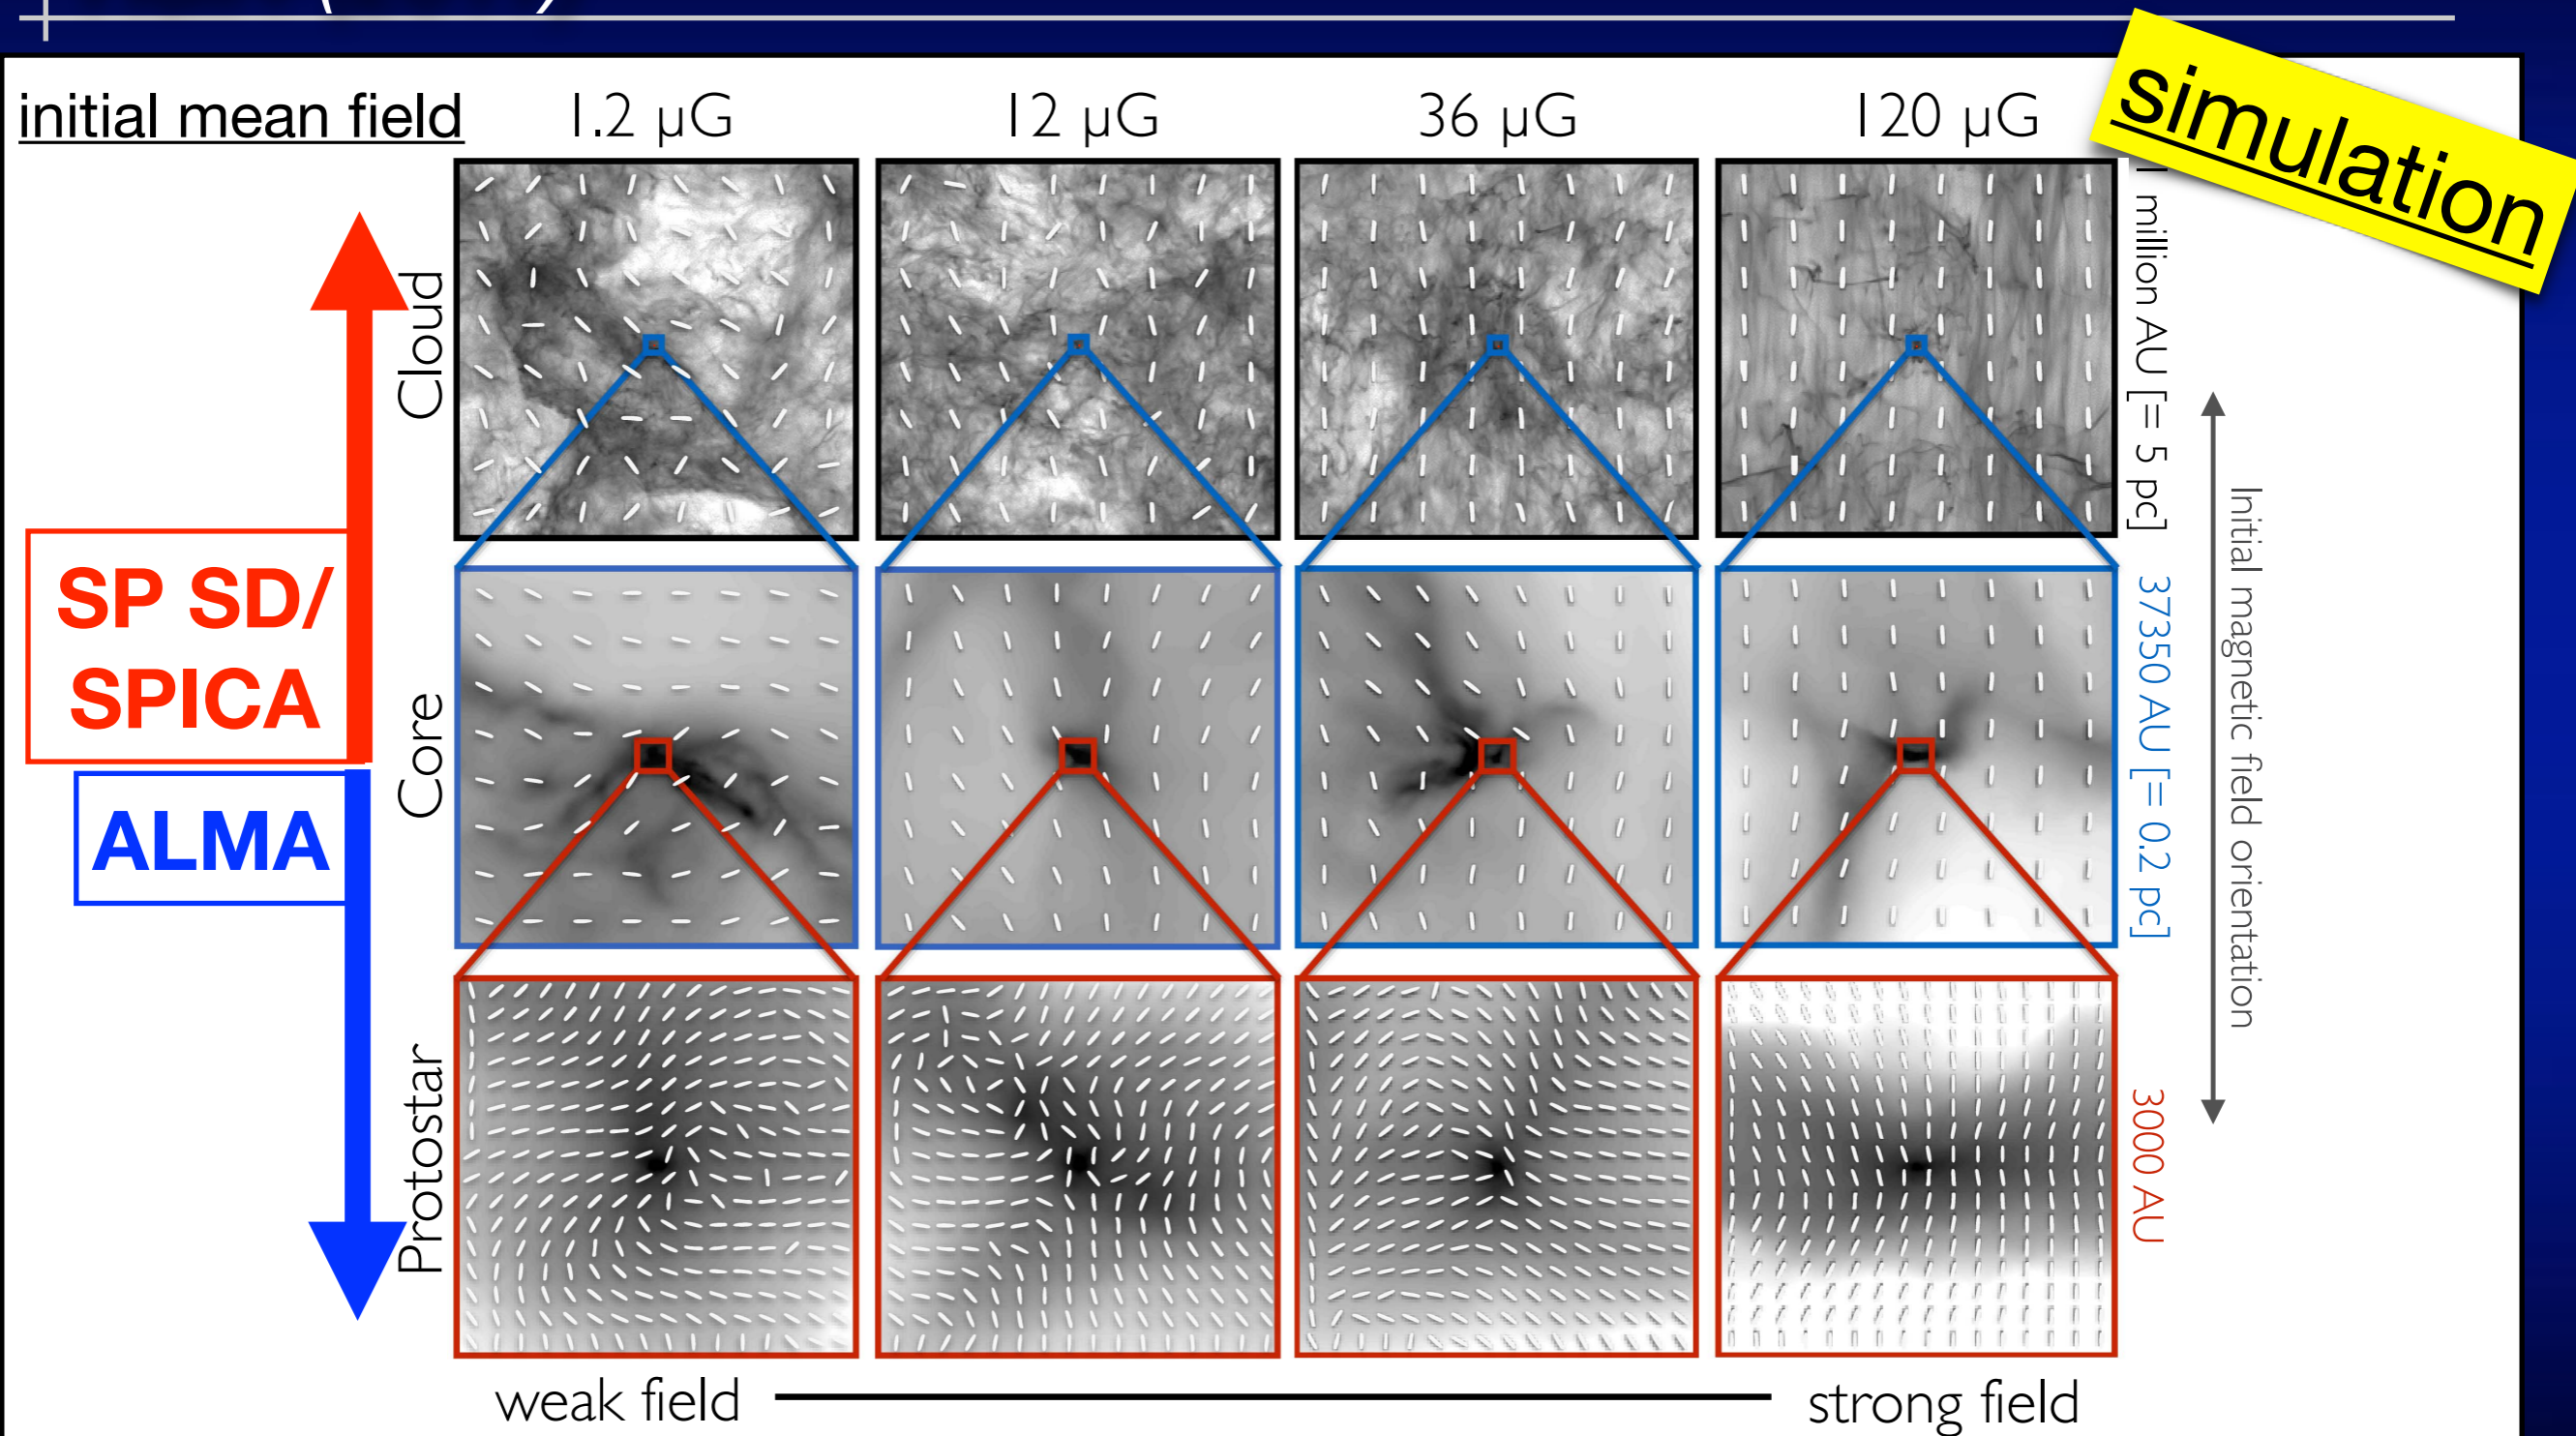 initial mean field
1.2 µG
12 µG
36 µG
120 µG
simulation
Cloud
1 million AU [= 5 pc]
SP SD/
SPICA
Core
37350 AU [= 0.2 pc]
Initial magnetic field orientation
ALMA
Protostar
3000 AU
weak field
strong field